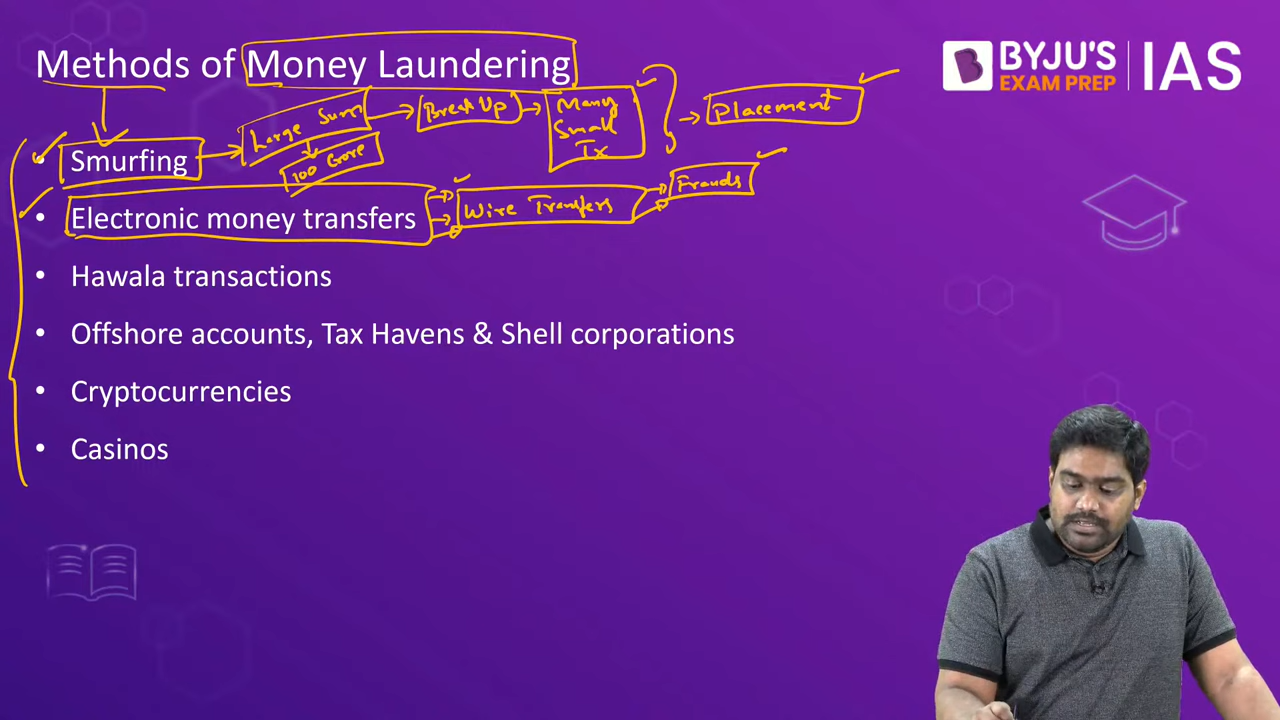 Methods of Money Laundering
BYJU'S
EXAM PREP
IAS
Large Sum
100 Crore
Break Up
Many
Small
Tx
Placement
• Smurfing
Frauds
• Electronic money transfers
Wire Transfers
• Hawala transactions
• Offshore accounts, Tax Havens & Shell corporations
• Cryptocurrencies
• Casinos